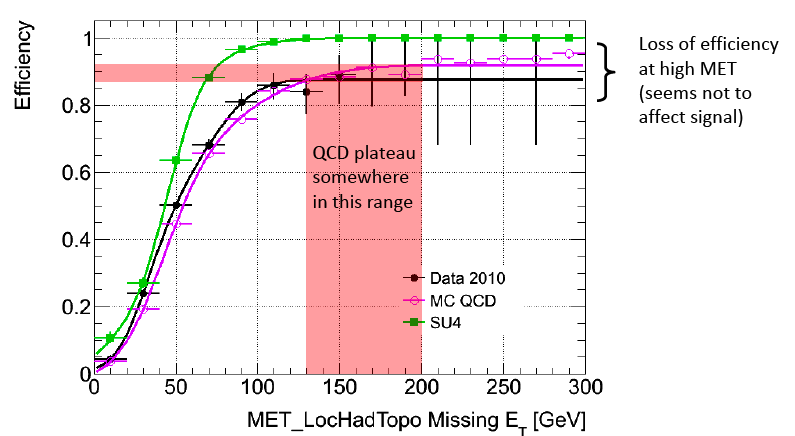 Efficiency
1
0.8
0.6
0.4
0.2
0
0 50 100 150 200 250 300
MET_LocHadTopo Missing E_T [GeV]
QCD plateau
somewhere
in this range
Data 2010
MC QCD
SU4
Loss of efficiency
at high MET
(seems not to
affect signal)